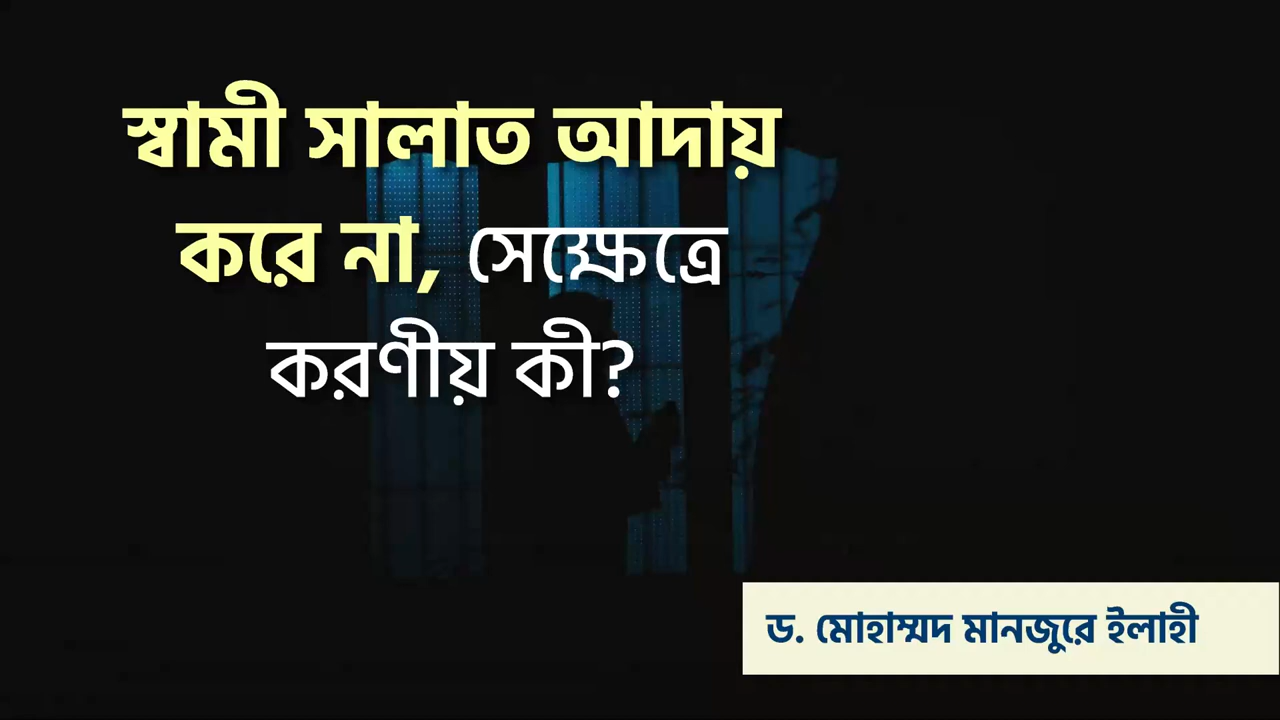 স্বামী সালাত আদায়
করে না, সেক্ষেত্রে
করণীয় কী?
ড. মোহাম্মদ মানজুরে ইলাহী